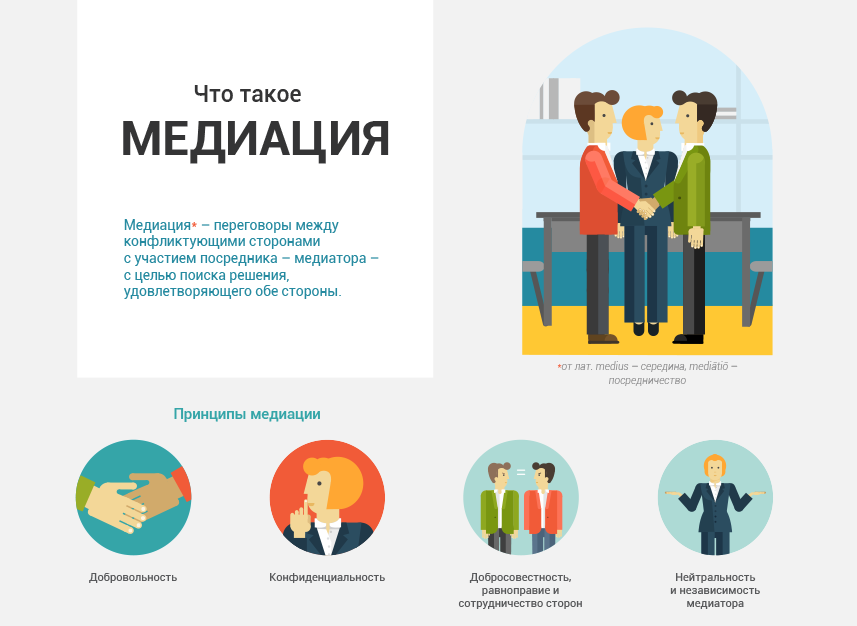 Что такое
МЕДИАЦИЯ
Медиация* – переговоры между
конфликтующими сторонами
с участием посредника – медиатора –
с целью поиска решения,
удовлетворяющего обе стороны.
*от лат. medius – середина, mediātiō –
посредничество
Принципы медиации
Добровольность
Конфиденциальность
Добросовестность,
равноправие и
сотрудничество сторон
Нейтральность
и независимость
медиатора